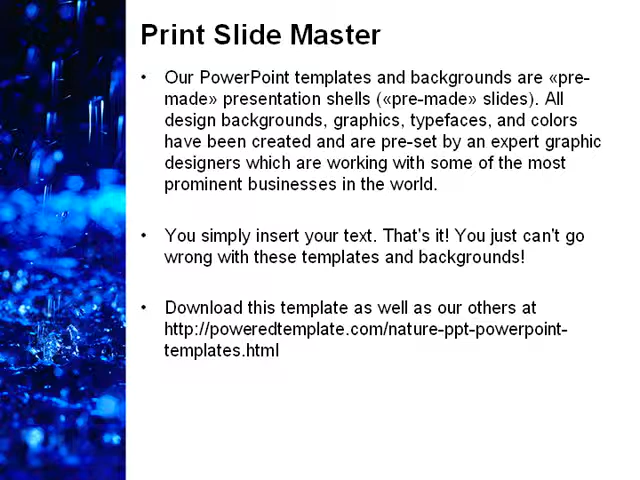 Print Slide Master
• Our PowerPoint templates and backgrounds are «pre-
made» presentation shells («pre-made» slides). All
design backgrounds, graphics, typefaces, and colors
have been created and are pre-set by an expert graphic
designers which are working with some of the most
prominent businesses in the world.
• You simply insert your text. That's it! You just can't go
wrong with these templates and backgrounds!
• Download this template as well as our others at
http://poweredtemplate.com/nature-ppt-powerpoint-
templates.html